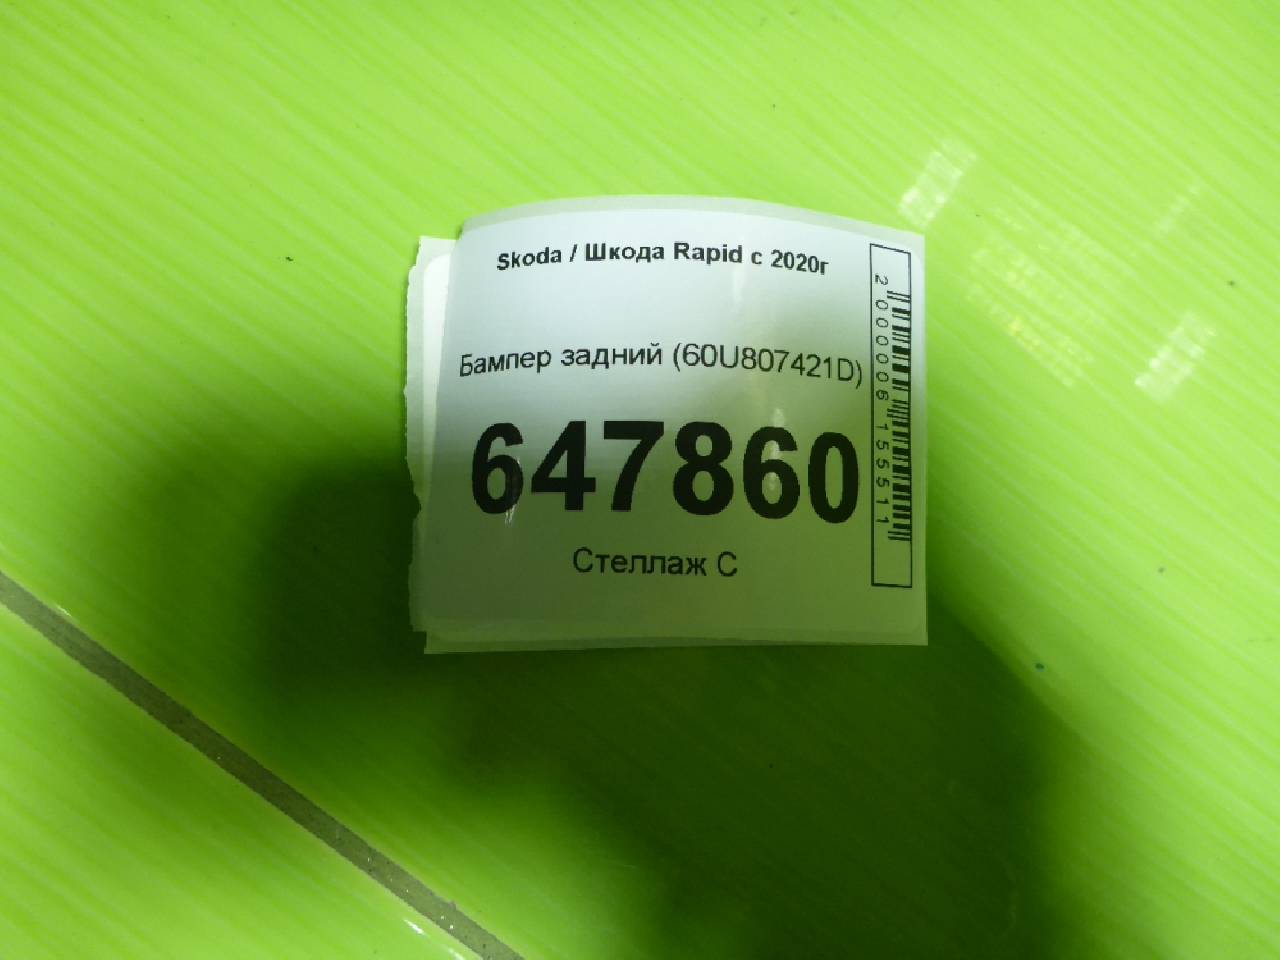 Skoda / Шкода Rapid с 2020г
Бампер задний (60U807421D)
647860
Стеллаж С
2000006155511